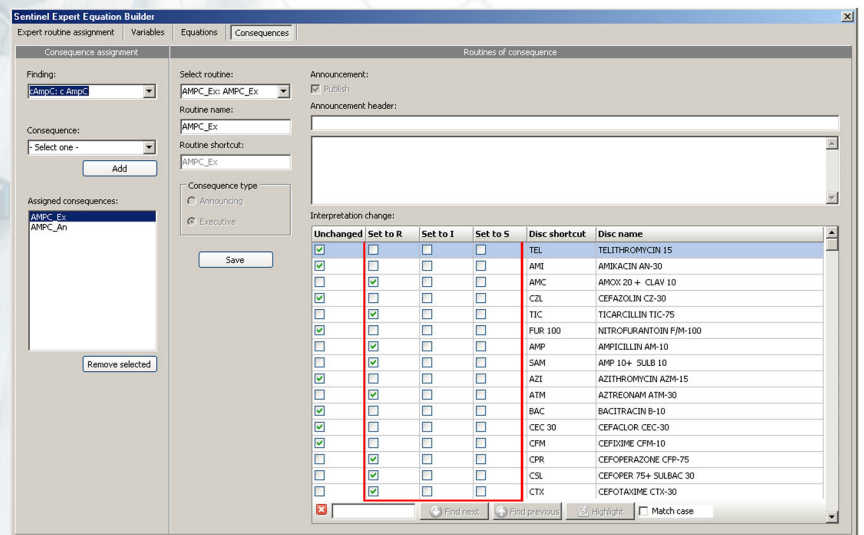 Sentinel Expert Equation Builder
Expert routine assignment Variables Equations Consequences
Consequence assignment
Routines of consequence
Finding:
cAmpC: c AmpC
Consequence:
- Select one -
Add
Assigned consequences:
AMPC_Ex
AMPC_An
Remove selected
Select routine:
AMPC_Ex: AMPC_Ex
Routine name:
AMPC_Ex
Routine shortcut:
AMPC_Ex
Consequence type
Announcing
Executive
Save
Announcement:
Publish
Announcement header:
Interpretation change:
Unchanged Set to R Set to I Set to S Disc shortcut Disc name
TEL TELITHROMYCIN 15
AMI AMIKACIN AN-30
AMC AMOX 20 + CLAV 10
CZL CEFAZOLIN CZ-30
TIC TICARCILLIN TIC-75
FUR 100 NITROFURANTOIN F/M-100
AMP AMPICILLIN AM-10
SAM AMP 10+ SULB 10
AZI AZITHROMYCIN AZM-15
ATM AZTREONAM ATM-30
BAC BACITRACIN B-10
CEC 30 CEFACLOR CEC-30
CFM CEFIXIME CFM-10
CPR CEFOPERAZONE CFP-75
CSL CEFOPER 75+ SULBAC 30
CTX CEFOTAXIME CTX-30
Find next Find previous Highlight Match case